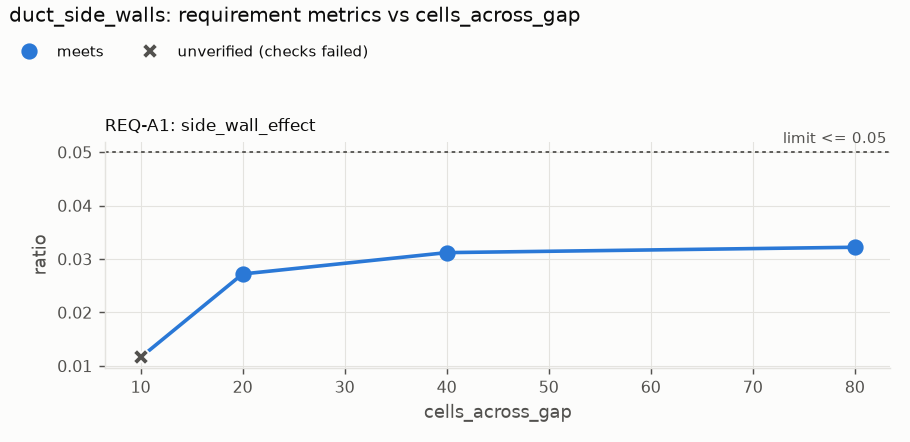 duct_side_walls: requirement metrics vs cells_across_gap
meets
unverified (checks failed)
REQ-A1: side_wall_effect
limit <= 0.05
0.05
0.04
0.03
0.02
0.01
ratio
10 20 30 40 50 60 70 80
cells_across_gap